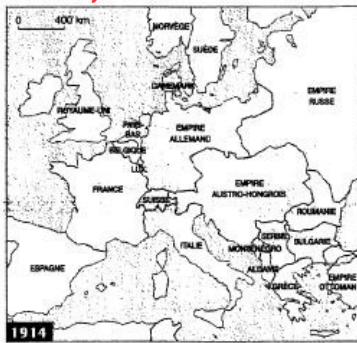 0 400 km
NORVÈGE
SUÈDE
DANEMARK
EMPIRE
RUSSE
ROYAUME-UNI
PAYS-
BAS
EMPIRE
ALLEMAND
BELGIQUE
LUX.
FRANCE
EMPIRE
AUSTRO-HONGROIS
SUISSE
ROUMANIE
SERBIE
ITALIE
BULGARIE
MONTÉNÉGRO
ESPAGNE
ALBANIE
EMPIRE
OTTOMAN
GRÈCE
1914